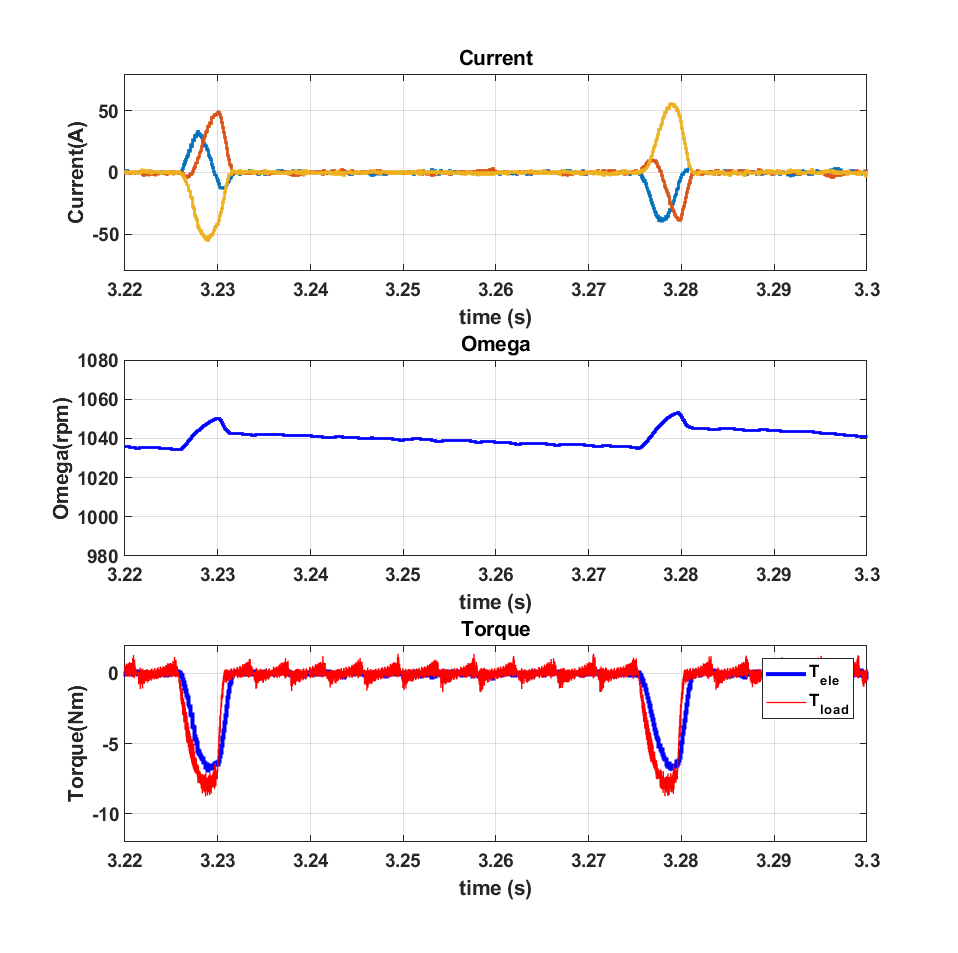 Current
Current(A)
50
0
-50
3.22 3.23 3.24 3.25 3.26 3.27 3.28 3.29 3.3
time (s)
Omega
Omega(rpm)
1080
1060
1040
1020
1000
980
3.22 3.23 3.24 3.25 3.26 3.27 3.28 3.29 3.3
time (s)
Torque
Torque(Nm)
0
-5
-10
T ele
T load
3.22 3.23 3.24 3.25 3.26 3.27 3.28 3.29 3.3
time (s)